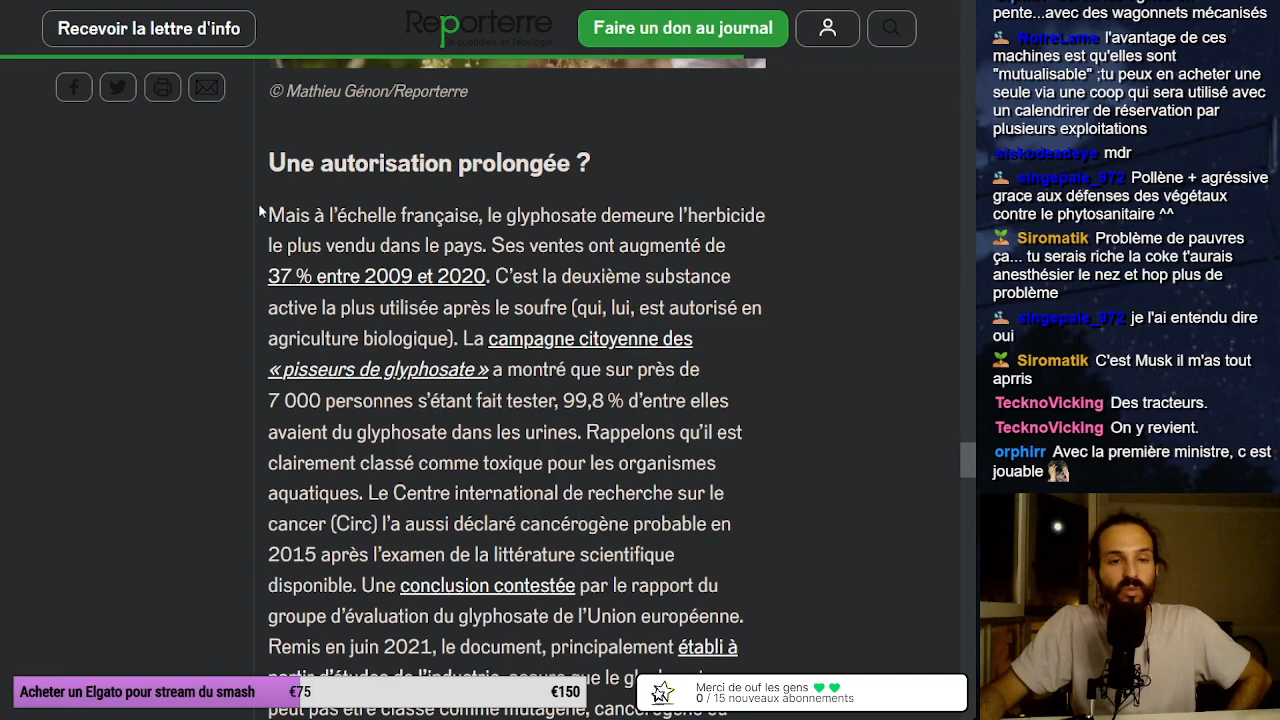 Recevoir la lettre d'info
Reporterre
le quotidien de l'écologie
Faire un don au journal
© Mathieu Génon/Reporterre
Une autorisation prolongée ?
Mais à l'échelle française, le glyphosate demeure l'herbicide
le plus vendu dans le pays. Ses ventes ont augmenté de
37 % entre 2009 et 2020. C'est la deuxième substance
active la plus utilisée après le soufre (qui, lui, est autorisé en
agriculture biologique). La campagne citoyenne des
« pisseurs de glyphosate » a montré que sur près de
7 000 personnes s'étant fait tester, 99,8 % d'entre elles
avaient du glyphosate dans les urines. Rappelons qu'il est
clairement classé comme toxique pour les organismes
aquatiques. Le Centre international de recherche sur le
cancer (Circ) l'a aussi déclaré cancérogène probable en
2015 après l'examen de la littérature scientifique
disponible. Une conclusion contestée par le rapport du
groupe d'évaluation du glyphosate de l'Union européenne.
Remis en juin 2021, le document, principalement établi à
Acheter un Elgato pour stream du smash €75 €150
Merci de ouf les gens 💚💚
0 / 15 nouveaux abonnements
pente...avec des wagonnets mécanisés
NoireLame l'avantage de ces
machines est qu'elles sont
"mutualisable" ;tu peux en acheter une
seule via une coop qui sera utilisé avec
un calendrirer de réservation par
plusieurs exploitations
siskodeadeye mdr
singepale_972 Pollène + agréssive
grace aux défenses des végétaux
contre le phytosanitaire ^^
Siromatik Problème de pauvres
ça... tu serais riche la coke t'aurais
anesthésier le nez et hop plus de
problème
singepale_972 je l'ai entendu dire
oui
Siromatik C'est Musk il m'as tout
aprris
TecknoVicking Des tracteurs.
TecknoVicking On y revient.
orphirr Avec la première ministre, c est
jouable